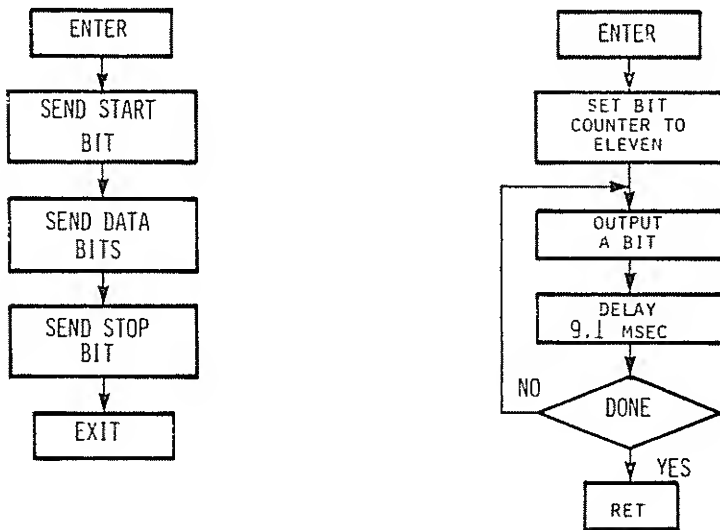 ENTER
SEND START
BIT
SEND DATA
BITS
SEND STOP
BIT
EXIT
ENTER
SET BIT
COUNTER TO
ELEVEN
OUTPUT
A BIT
DELAY
9.1 MSEC
DONE
NO
YES
RET